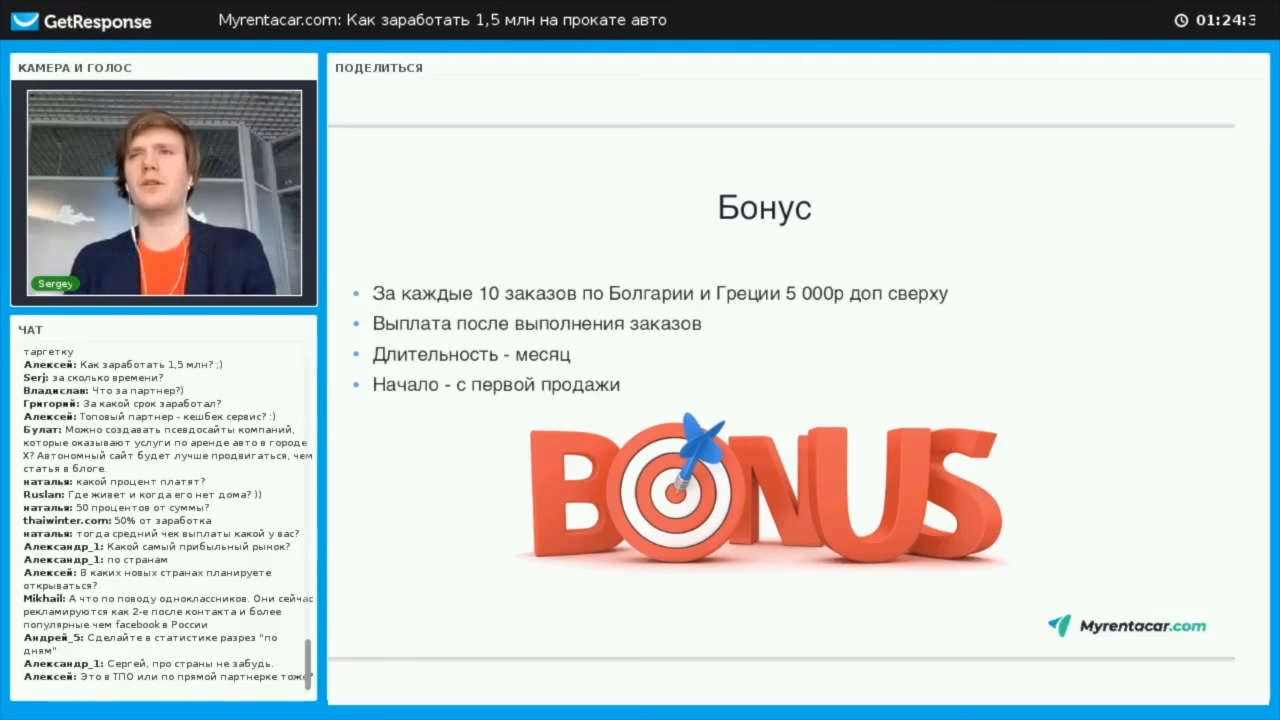 GetResponse
Myrentacar.com: Как заработать 1,5 млн на прокате авто
01:24:3
КАМЕРА И ГОЛОС
Sergey
ЧАТ
таргетку
Алексей: Как заработать 1,5 млн? ;)
Serj: за сколько времени?
Владислав: Что за партнер?)
Григорий: За какой срок заработал?
Алексей: Топовый партнер - кешбек сервис? :)
Булат: Можно создавать псевдосайты компаний,
которые оказывают услуги по аренде авто в городе
X? Автономный сайт будет лучше продвигаться, чем
статья в блоге.
наталья: какой процент платят?
Ruslan: Где живет и когда его нет дома? ))
наталья: 50 процентов от суммы?
thaiwinter.com: 50% от заработка
наталья: тогда средний чек выплаты какой у вас?
Александр_1: Какой самый прибыльный рынок?
Александр_1: по странам
Алексей: В каких новых странах планируете
открываться?
Mikhail: А что по поводу одноклассников. Они сейчас
рекламируются как 2-е после контакта и более
популярные чем facebook в России
Андрей_5: Сделайте в статистике разрез "по
дням"
Александр_1: Сергей, про страны не забудь.
Алексей: Это в ТПО или по прямой партнерке тоже?
ПОДЕЛИТЬСЯ
Бонус
• За каждые 10 заказов по Болгарии и Греции 5 000р доп сверху
• Выплата после выполнения заказов
• Длительность - месяц
• Начало - с первой продажи
BONUS
Myrentacar.com